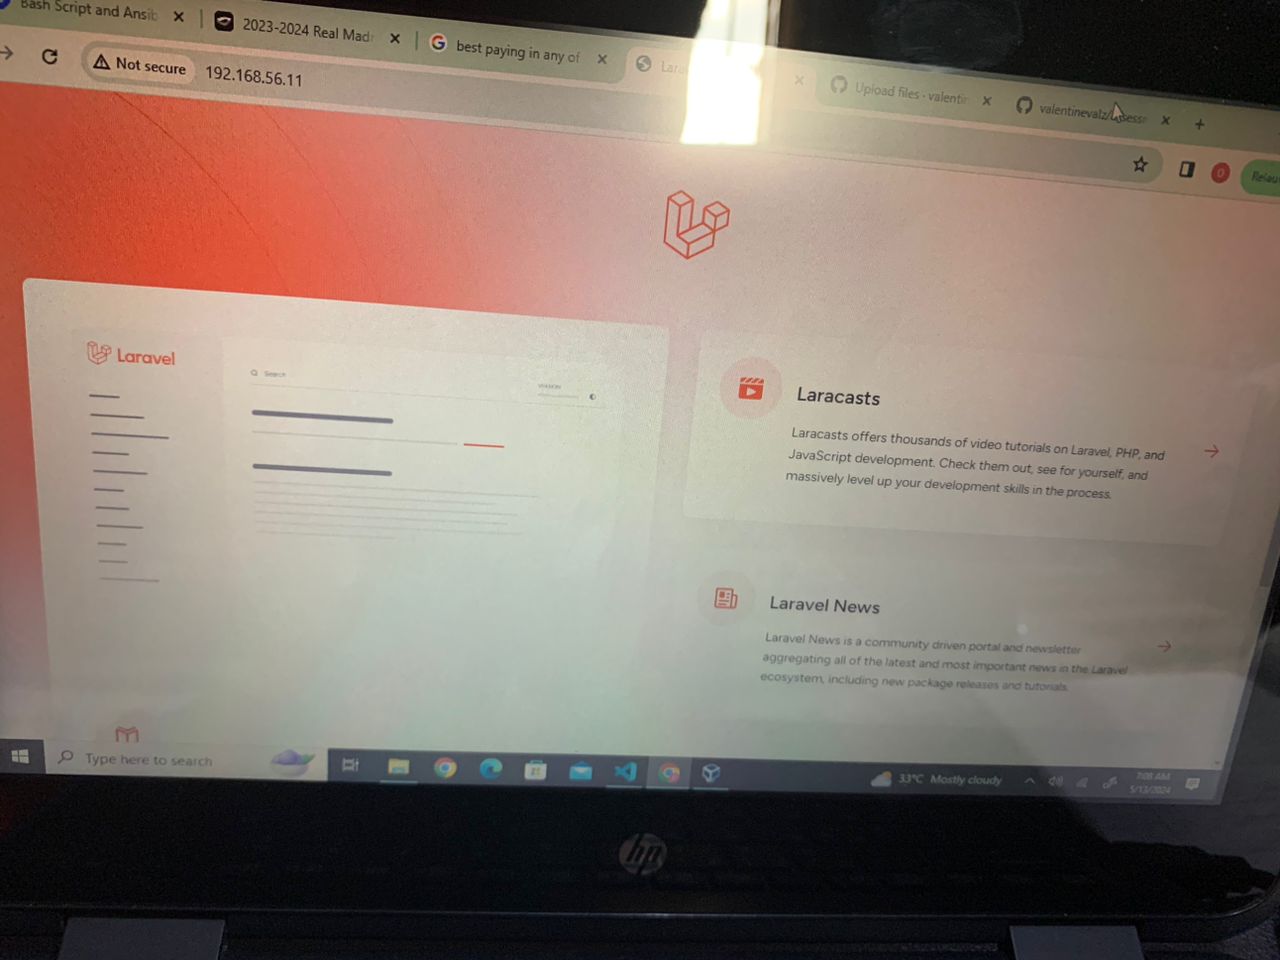 Bash Script and Ansib
2023-2024 Real Madr
best paying in any of
Lara
Upload files · valentin
valentinevalz/
Not secure
192.168.56.11
Relau
Laravel
Search
VERSION
Laracasts
Laracasts offers thousands of video tutorials on Laravel, PHP, and
JavaScript development. Check them out, see for yourself, and
massively level up your development skills in the process.
Laravel News
Laravel News is a community driven portal and newsletter
aggregating all of the latest and most important news in the Laravel
ecosystem, including new package releases and tutorials.
Type here to search
33°C Mostly cloudy
7:08 AM
5/13/2024
hp